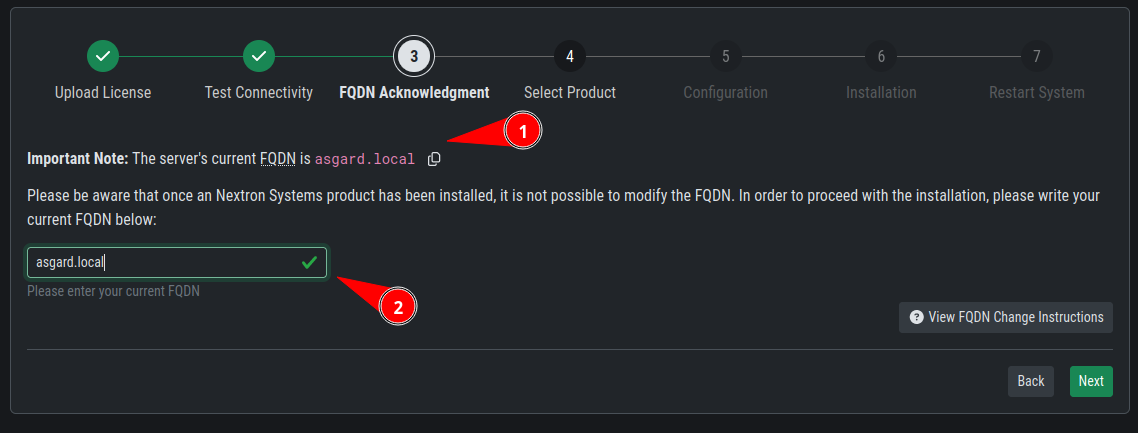 3 4 5 6 7
Upload License Test Connectivity FQDN Acknowledgment Select Product Configuration Installation Restart System
1
Important Note: The server's current FQDN is asgard.local
Please be aware that once an Nextron Systems product has been installed, it is not possible to modify the FQDN. In order to proceed with the installation, please write your
current FQDN below:
asgard.local
Please enter your current FQDN
2
? View FQDN Change Instructions
Back Next